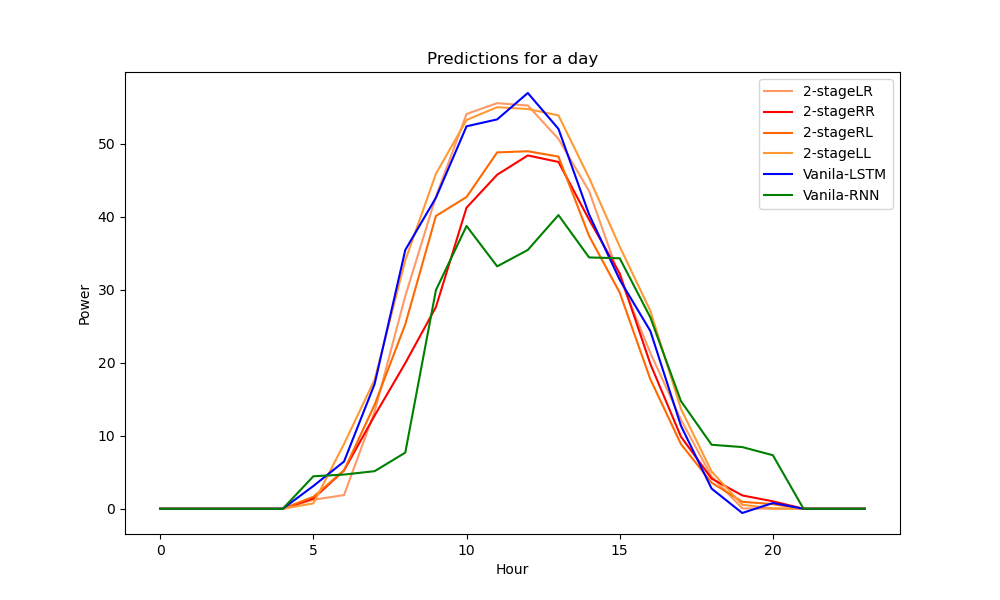 Predictions for a day
2-stageLR
2-stageRR
2-stageRL
2-stageLL
Vanila-LSTM
Vanila-RNN
Power
50
40
30
20
10
0
0 5 10 15 20
Hour